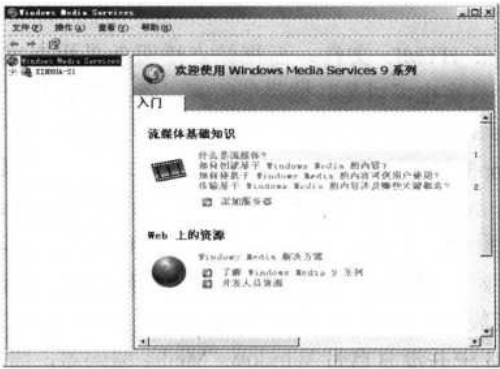 Windows Media Services
文件(F) 操作(A) 查看(V) 帮助(H)
Windows Media Services
欢迎使用 Windows Media Services 9 系列
入门
流媒体基础知识
什么是流媒体?
如何创建基于 Windows Media 的内容?
如何使基于 Windows Media 的内容可供用户使用?
传输基于 Windows Media 的内容涉及哪些关键概念?
1.
2.
添加服务器
Web 上的资源
Windows Media 解决方案
了解 Windows Media 9 系列
开发人员资源